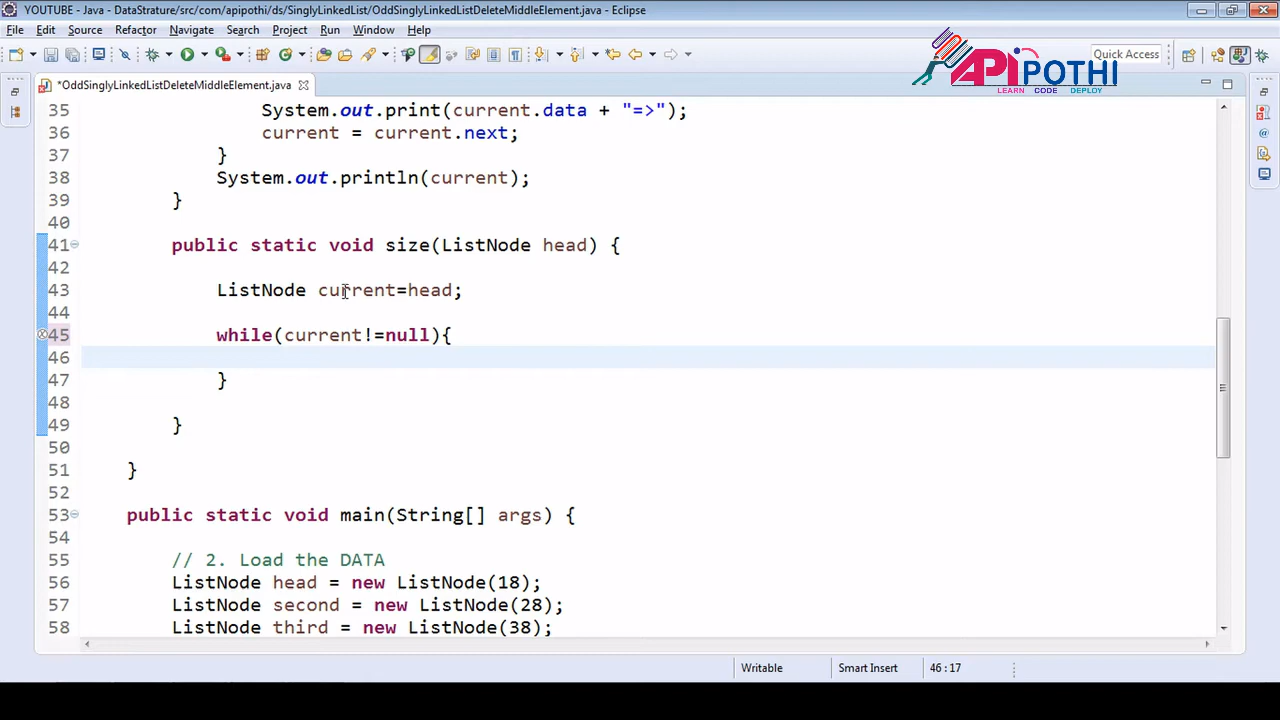 YOUTUBE - Java - DataStrature/src/com/apipothi/ds/SinglyLinkedList/OddSinglyLinkedListDeleteMiddleElement.java - Eclipse
File Edit Source Refactor Navigate Search Project Run Window Help
Quick Access
APIPOTHI
LEARN CODE DEPLOY
*OddSinglyLinkedListDeleteMiddleElement.java
35 System.out.print(current.data + "=>");
36 current = current.next;
37 }
38 System.out.println(current);
39 }
40
41 public static void size(ListNode head) {
42
43 ListNode current=head;
44
45 while(current!=null){
46
47 }
48
49 }
50
51 }
52
53 public static void main(String[] args) {
54
55 // 2. Load the DATA
56 ListNode head = new ListNode(18);
57 ListNode second = new ListNode(28);
58 ListNode third = new ListNode(38);
Writable Smart Insert 46 : 17